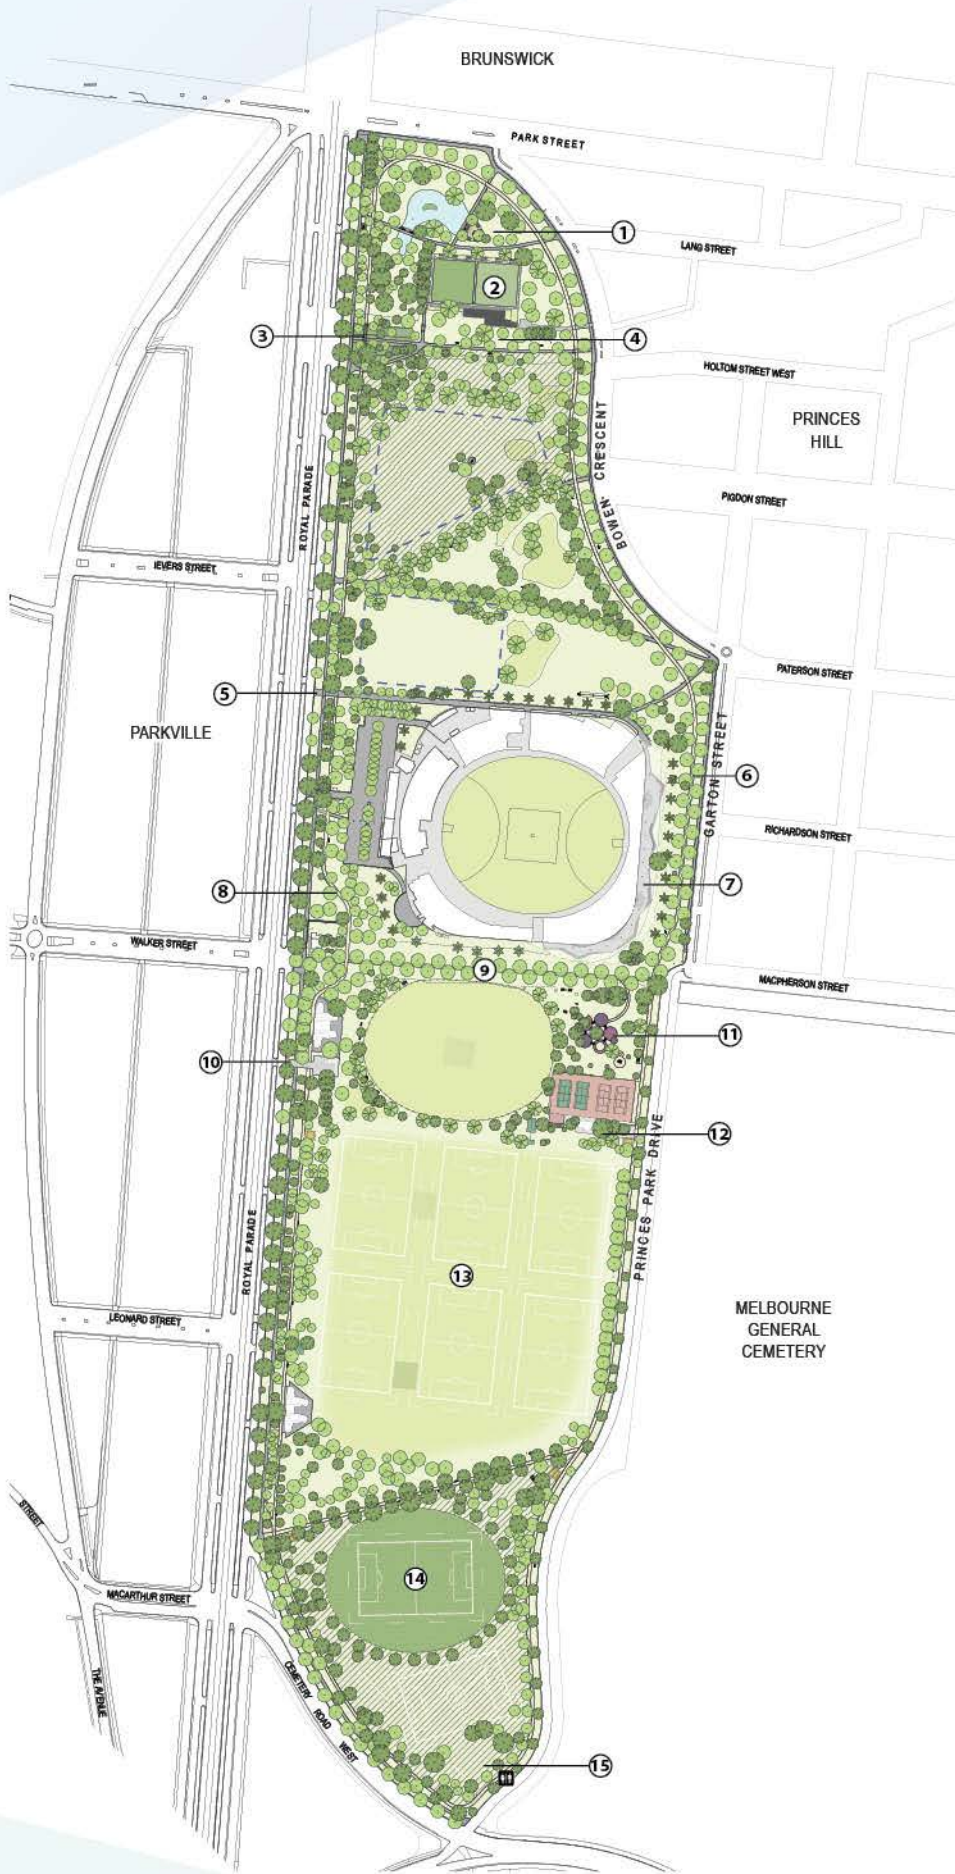 BRUNSWICK
PARK STREET
1
LANG STREET
2
3
4
HOLTOM STREET WEST
PRINCES
HILL
BOWEN CRESCENT
ROYAL PARADE
PIGDON STREET
IEVERS STREET
PATERSON STREET
5
PARKVILLE
GARTON STREET
6
RICHARDSON STREET
7
8
WALKER STREET
9
MACPHERSON STREET
11
10
12
PRINCES PARK DRIVE
ROYAL PARADE
13
MELBOURNE
GENERAL
CEMETERY
LEONARD STREET
STREET
14
MACARTHUR STREET
THE AVENUE
CEMETERY ROAD WEST
15